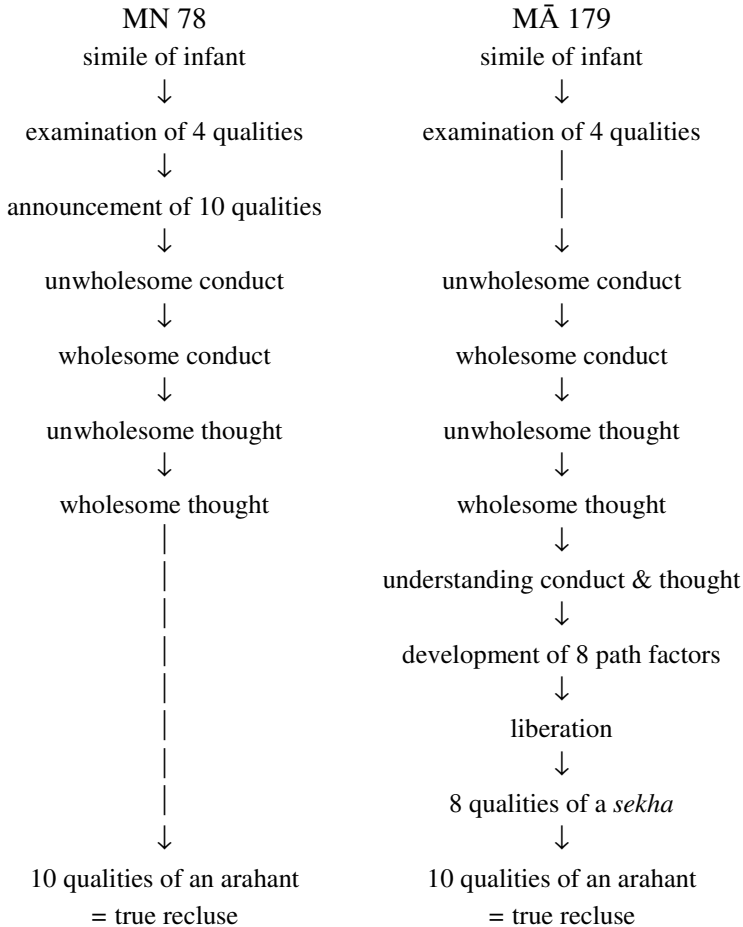 MN 78
simile of infant
↓
examination of 4 qualities
↓
announcement of 10 qualities
↓
unwholesome conduct
↓
wholesome conduct
↓
unwholesome thought
↓
wholesome thought
|
|
|
|
|
|
|
|
↓
10 qualities of an arahant
= true recluse
MĀ 179
simile of infant
↓
examination of 4 qualities
|
|
↓
unwholesome conduct
↓
wholesome conduct
↓
unwholesome thought
↓
wholesome thought
↓
understanding conduct & thought
↓
development of 8 path factors
↓
liberation
↓
8 qualities of a sekha
↓
10 qualities of an arahant
= true recluse